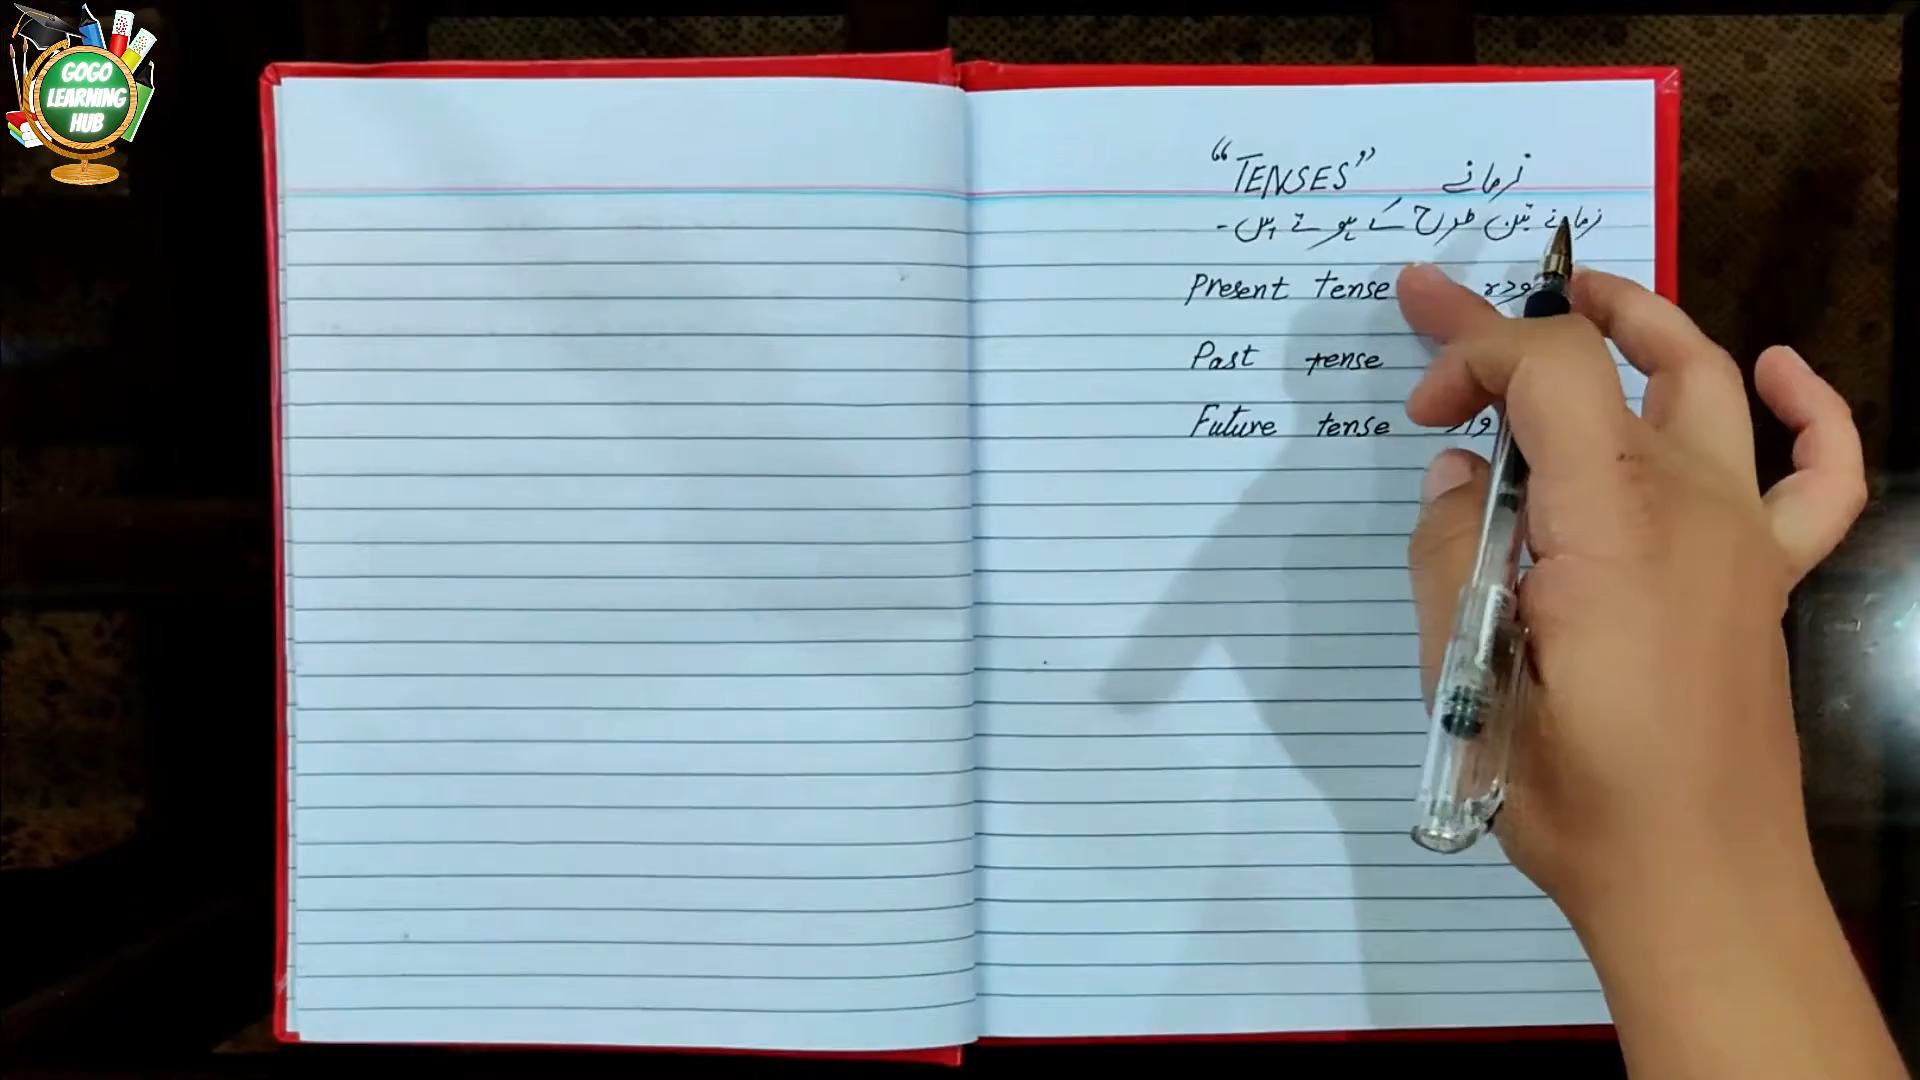 GOGO
LEARNING
HUB
“TENSES” زمانے
زمانے تین طرح کے ہوتے ہیں ۔
Present tense
Past tense
Future tense